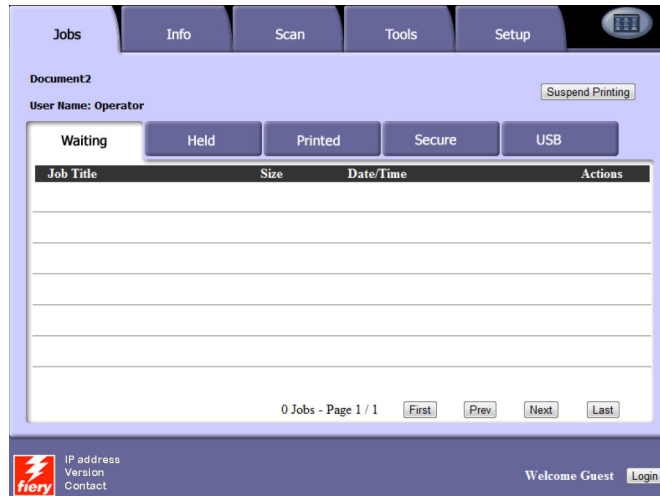 Jobs Info Scan Tools Setup
Document2
Suspend Printing
User Name: Operator
Waiting Held Printed Secure USB
Job Title Size Date/Time Actions
0 Jobs - Page 1 / 1 First Prev Next Last
IP address
Version
Contact
fiery
Welcome Guest Login